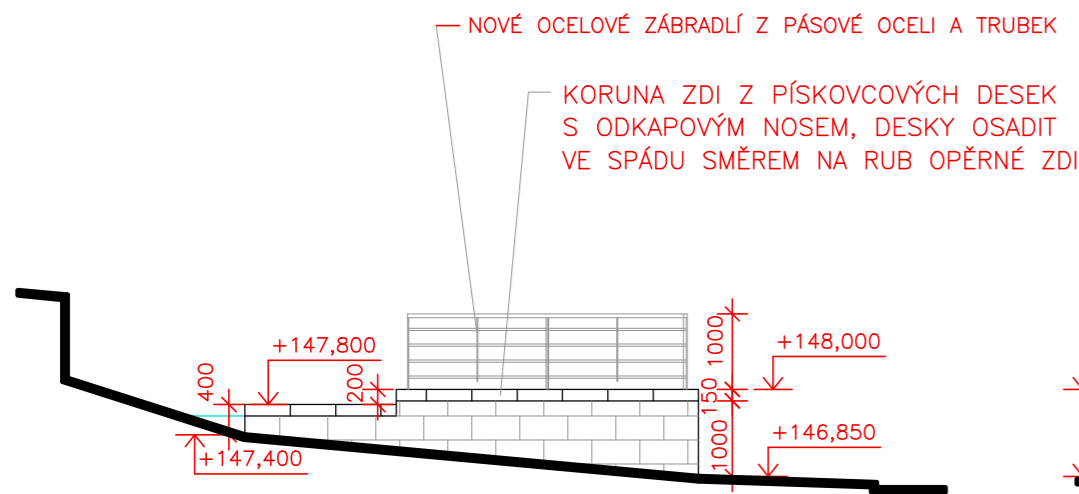 NOVÉ OCELOVÉ ZÁBRADLÍ Z PÁSOVÉ OCELI A TRUBEK
KORUNA ZDI Z PÍSKOVCOVÝCH DESEK
S ODKAPOVÝM NOSEM, DESKY OSADIT
VE SPÁDU SMĚREM NA RUB OPĚRNÉ ZDI
+147,800
+148,000
1000
400
200
150
+147,400
1000
+146,850